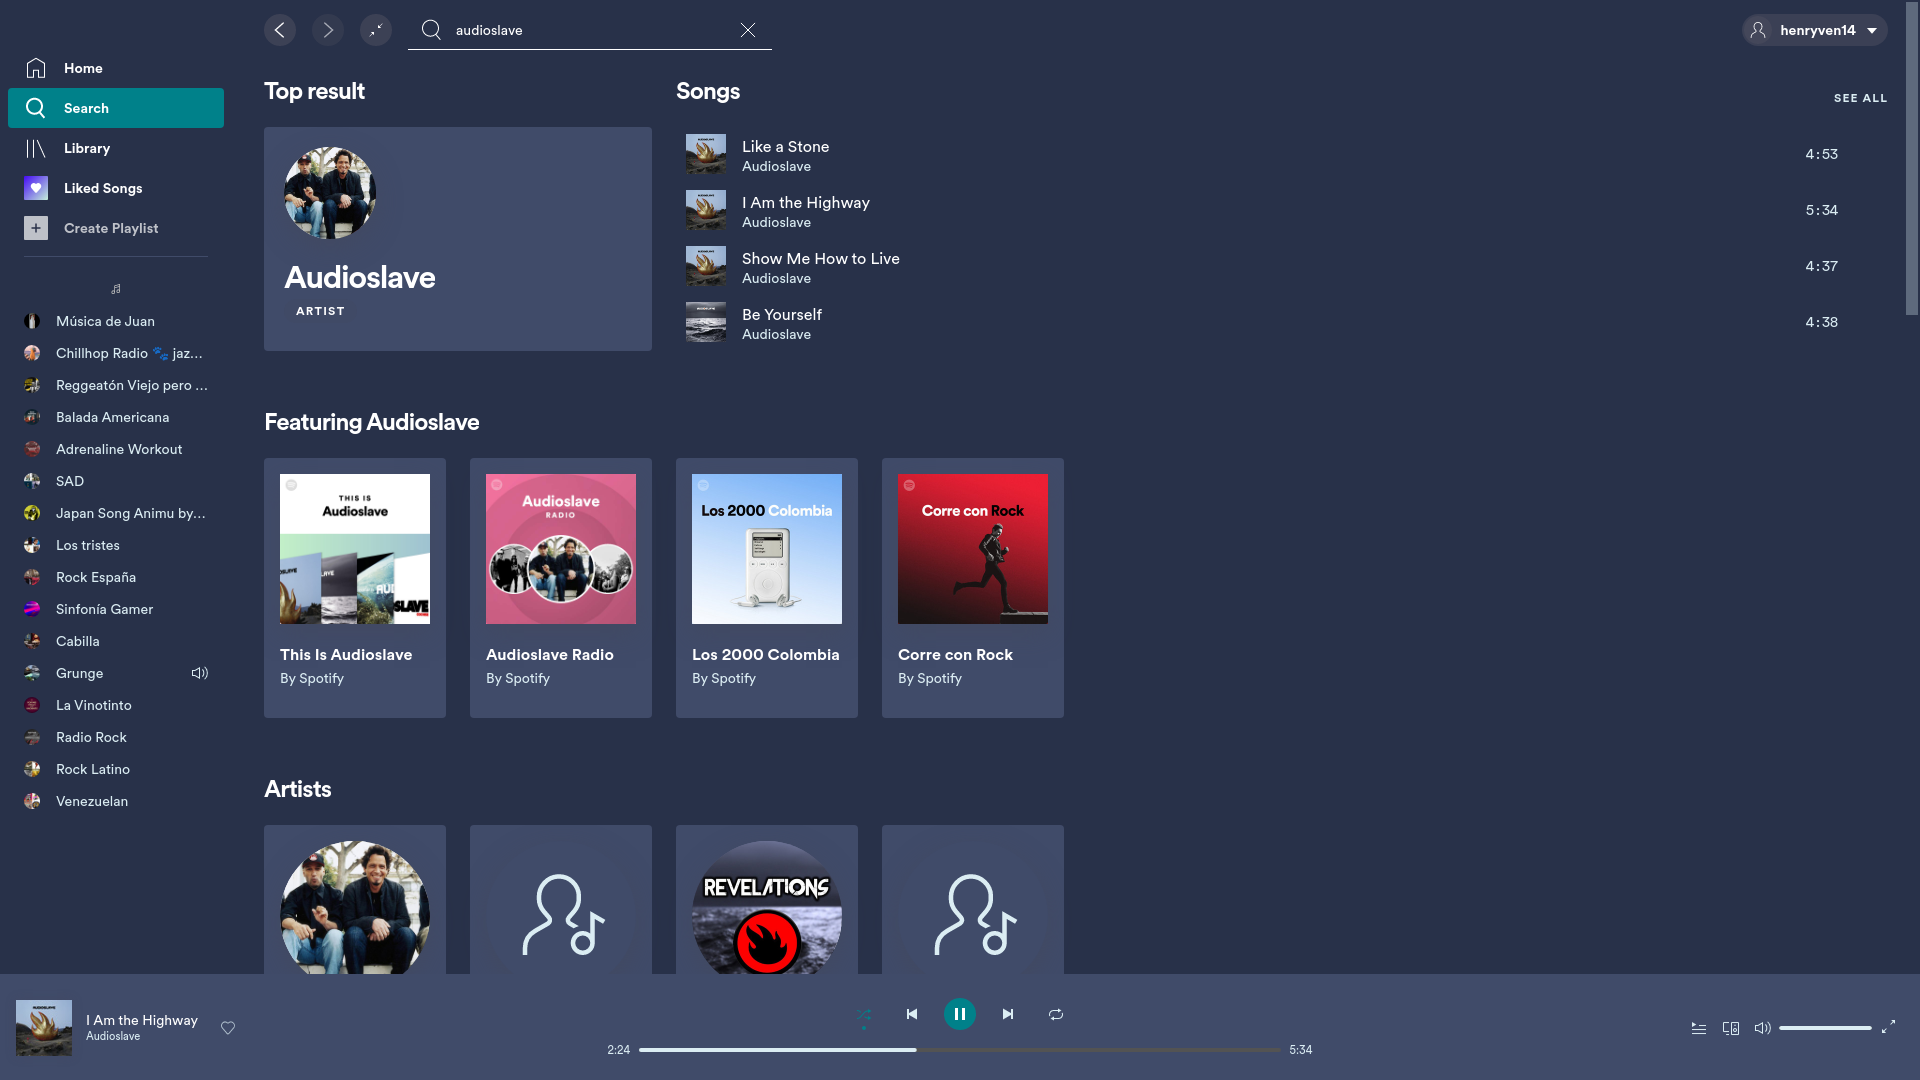 audioslave
henryven14
Home
Search
Library
Liked Songs
Create Playlist
Música de Juan
Chillhop Radio 🐾 jaz...
Reggeatón Viejo pero ...
Balada Americana
Adrenaline Workout
SAD
Japan Song Animu by...
Los tristes
Rock España
Sinfonía Gamer
Cabilla
Grunge
La Vinotinto
Radio Rock
Rock Latino
Venezuelan
Top result
Audioslave
ARTIST
Songs
SEE ALL
Like a Stone
Audioslave
4:53
I Am the Highway
Audioslave
5:34
Show Me How to Live
Audioslave
4:37
Be Yourself
Audioslave
4:38
Featuring Audioslave
THIS IS
Audioslave
SLAVE
This Is Audioslave
By Spotify
Audioslave
RADIO
Audioslave Radio
By Spotify
Los 2000 Colombia
Los 2000 Colombia
By Spotify
Corre con Rock
Corre con Rock
By Spotify
Artists
REVELATIONS
I Am the Highway
Audioslave
2:24
5:34